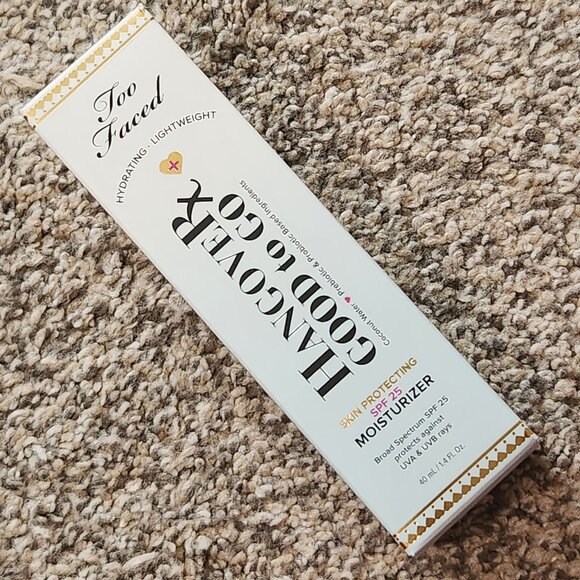 Too
Faced
HYDRATING · LIGHTWEIGHT
HANGOVERx
GOOD to GO
Coconut Water ♥ Prebiotic & Probiotic Based Ingredients
SKIN PROTECTING
SPF 25
MOISTURIZER
Broad Spectrum SPF 25
protects against
UVA & UVB rays
40 mL / 1.4 Fl. Oz.